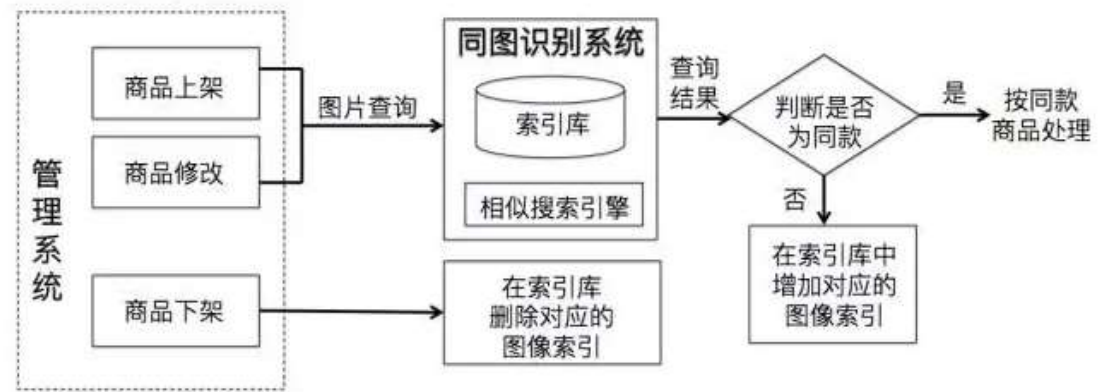 管理系统
商品上架
商品修改
商品下架
图片查询
同图识别系统
索引库
相似搜索引擎
在索引库
删除对应的
图像索引
查询
结果
判断是否
为同款
是
按同款
商品处理
否
在索引库中
增加对应的
图像索引